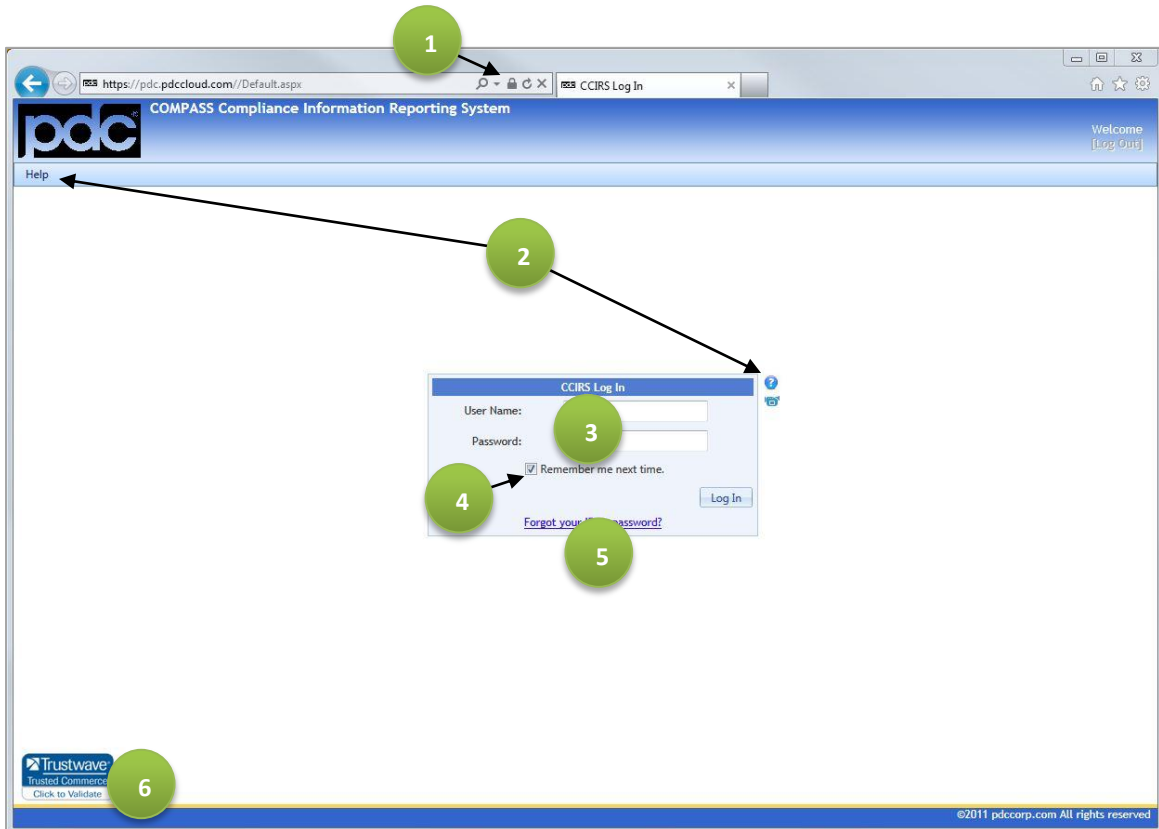 1
https://pdc.pdccloud.com//Default.aspx
CCIRS Log In
pdc®
COMPASS Compliance Information Reporting System
Welcome
[Log Out]
Help
2
CCIRS Log In
User Name:
3
Password:
Remember me next time.
4
Log In
Forgot your password?
5
Trustwave
Trusted Commerce
Click to Validate
6
©2011 pdccorp.com All rights reserved